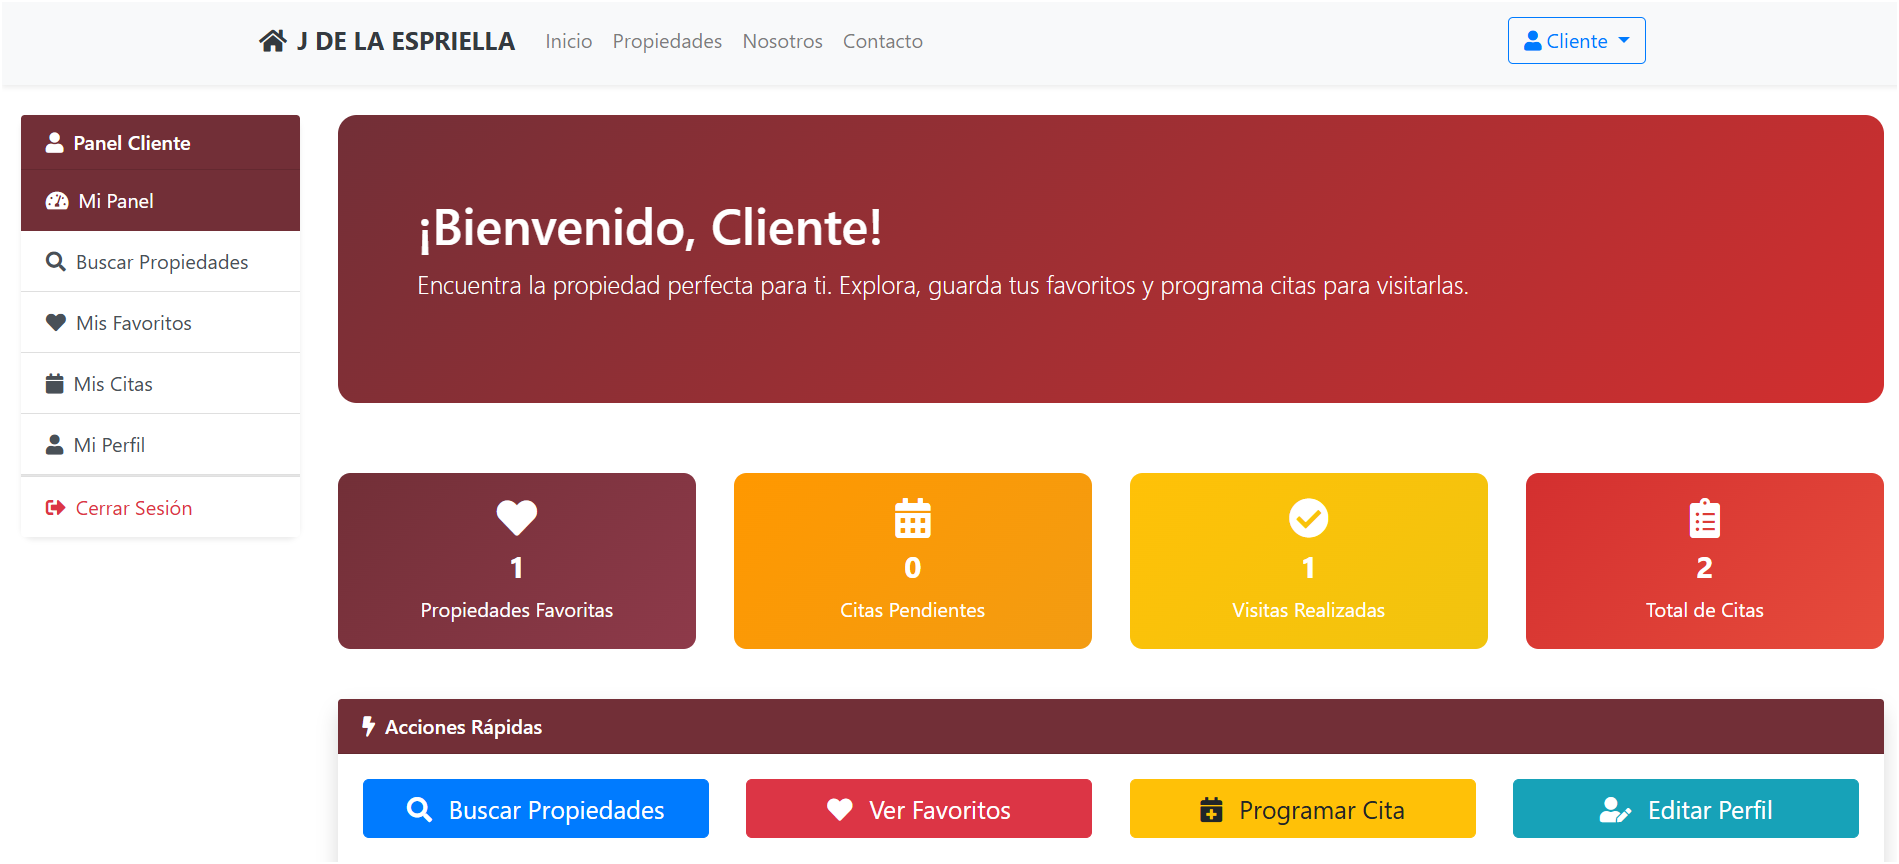 J DE LA ESPRIELLA
Inicio
Propiedades
Nosotros
Contacto
Cliente
Panel Cliente
Mi Panel
Buscar Propiedades
Mis Favoritos
Mis Citas
Mi Perfil
Cerrar Sesión
¡Bienvenido, Cliente!
Encuentra la propiedad perfecta para ti. Explora, guarda tus favoritos y programa citas para visitarlas.
1
Propiedades Favoritas
0
Citas Pendientes
1
Visitas Realizadas
2
Total de Citas
Acciones Rápidas
Buscar Propiedades
Ver Favoritos
Programar Cita
Editar Perfil